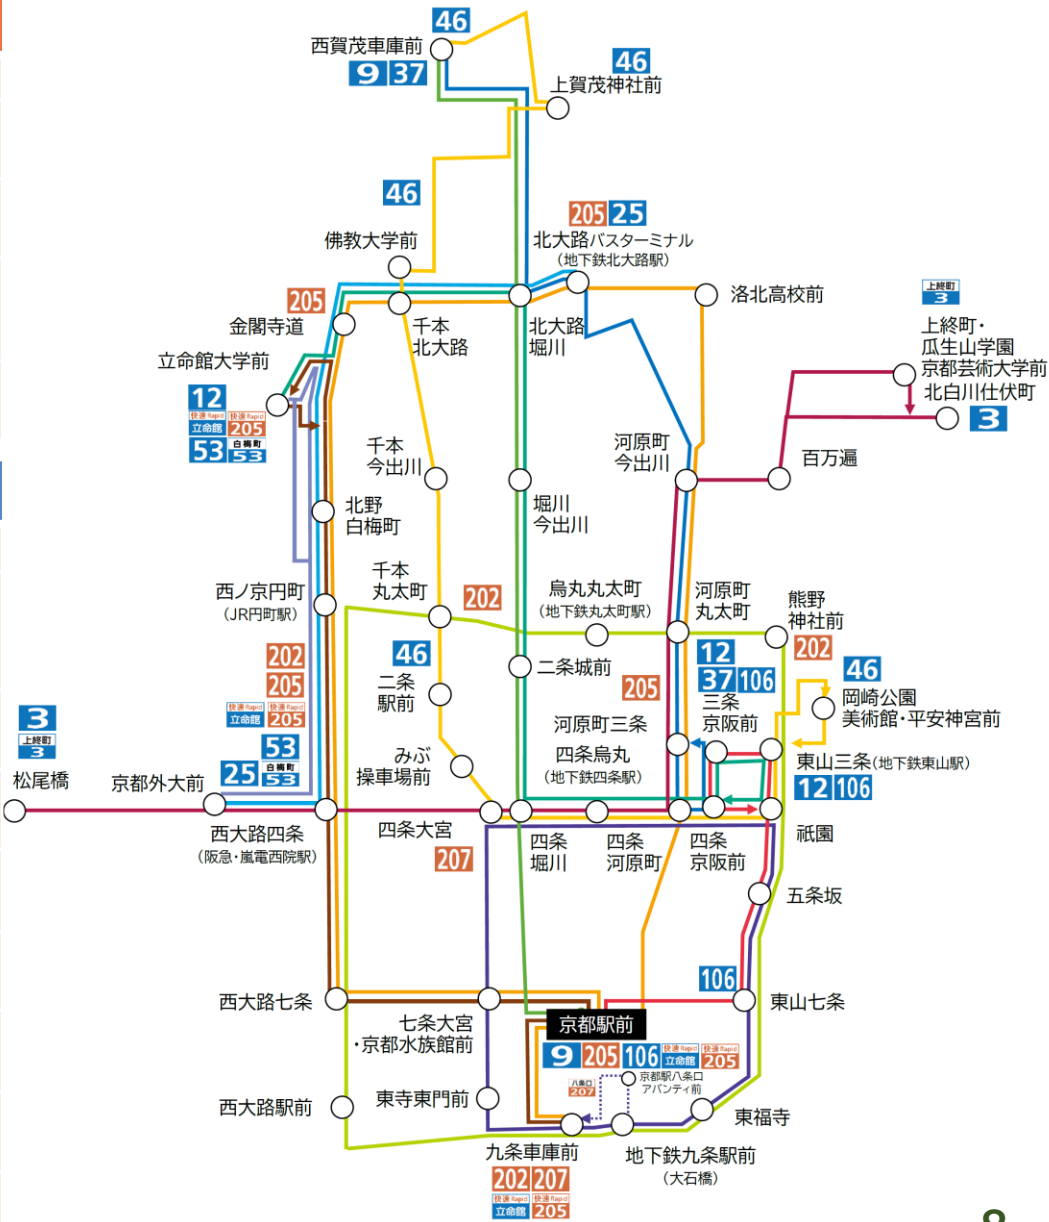 46
西賀茂車庫前
9 37
46
上賀茂神社前
46
205 25
佛教大学前
北大路バスターミナル
(地下鉄北大路駅)
205
洛北高校前
金閣寺道
千本
北大路
北大路
堀川
上終町
3
上終町・
瓜生山学園
京都芸術大学前
北白川仕伏町
3
立命館大学前
12
快速 Rapid
立命館
快速 Rapid
205
53
白梅町
53
千本
今出川
河原町
今出川
百万遍
北野
白梅町
堀川
今出川
千本
丸太町
202
烏丸丸太町
(地下鉄丸太町駅)
河原町
丸太町
熊野
神社前
202
西ノ京円町
(JR円町駅)
46
二条
駅前
二条城前
12
37 106
205
三条
京阪前
46
岡崎公園
美術館・平安神宮前
202
205
快速 Rapid
立命館
快速 Rapid
205
53
25
白梅町
53
河原町三条
四条烏丸
(地下鉄四条駅)
東山三条(地下鉄東山駅)
12 106
みぶ
操車場前
3
上終町
3
松尾橋
京都外大前
西大路四条
(阪急・嵐電西院駅)
四条大宮
207
四条
堀川
四条
河原町
四条
京阪前
祇園
五条坂
106
西大路七条
七条大宮
・京都水族館前
京都駅前
東山七条
9 205 106
快速 Rapid
立命館
快速 Rapid
205
八条口
207
京都駅八条口
アバンティ前
西大路駅前
東寺東門前
東福寺
九条車庫前
202 207
快速 Rapid
立命館
快速 Rapid
205
地下鉄九条駅前
(大石橋)